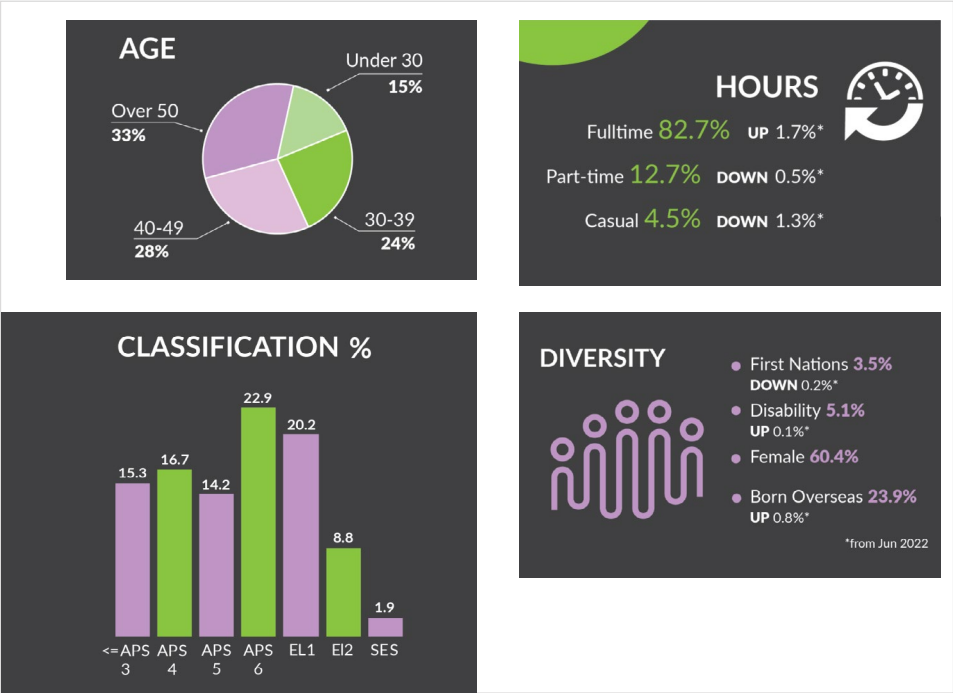 AGE
Under 30
15%
Over 50
33%
40-49
28%
30-39
24%
HOURS
Fulltime 82.7% UP 1.7%*
Part-time 12.7% DOWN 0.5%*
Casual 4.5% DOWN 1.3%*
CLASSIFICATION %
22.9
20.2
16.7
15.3
14.2
8.8
1.9
<=APS APS APS APS EL1 El2 SES
3 4 5 6
DIVERSITY
First Nations 3.5%
DOWN 0.2%*
Disability 5.1%
UP 0.1%*
Female 60.4%
Born Overseas 23.9%
UP 0.8%*
*from Jun 2022